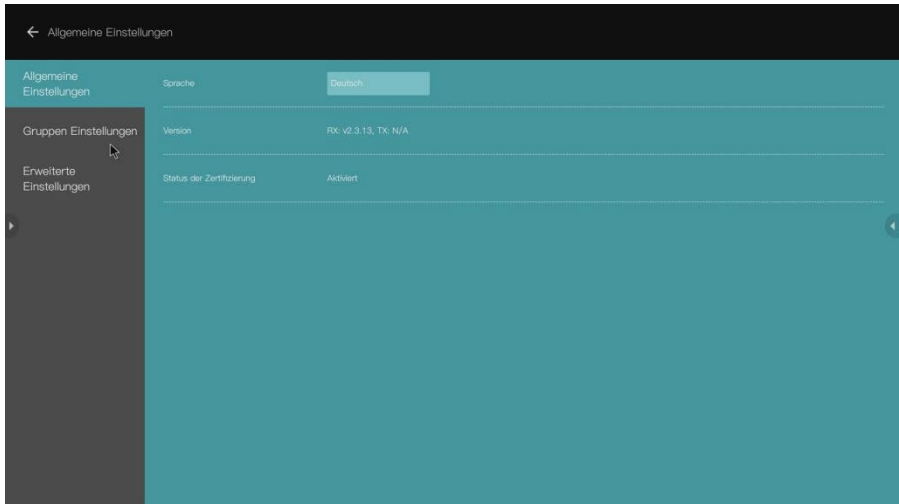 Allgemeine Einstellungen
Allgemeine
Einstellungen
Sprache Deutsch
Gruppen Einstellungen
Version RX: v2.3.13, TX: N/A
Erweiterte
Einstellungen
Status der Zertifizierung Aktiviert